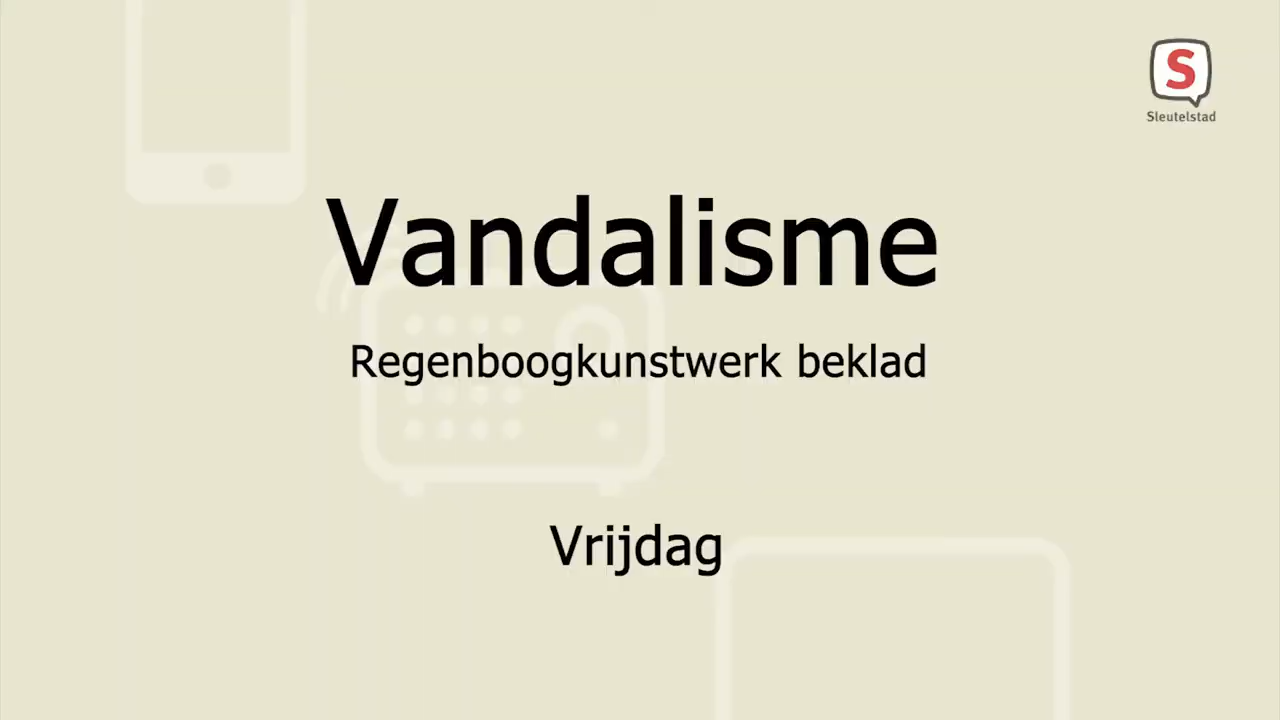 S
Sleutelstad
Vandalisme
Regenboogkunstwerk beklad
Vrijdag